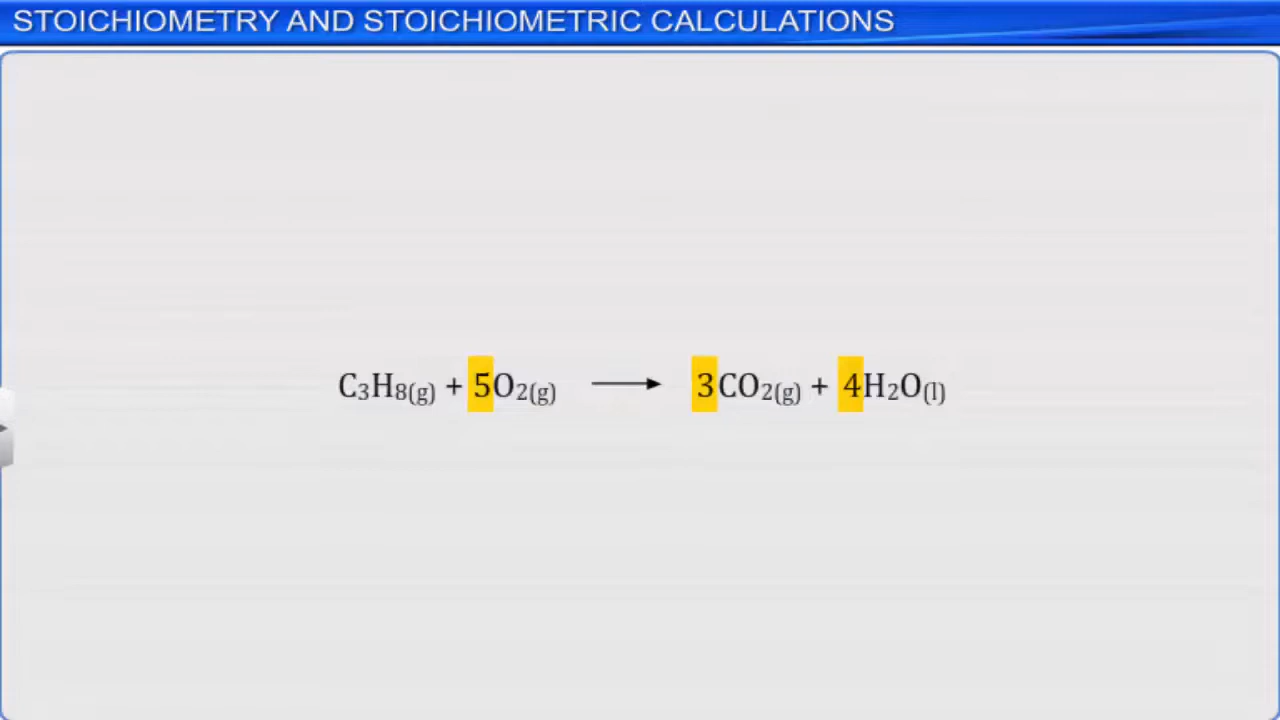 STOICHIOMETRY AND STOICHIOMETRIC CALCULATIONS
C₃H₈(g) + 5O₂(g) ⟶ 3CO₂(g) + 4H₂O(l)